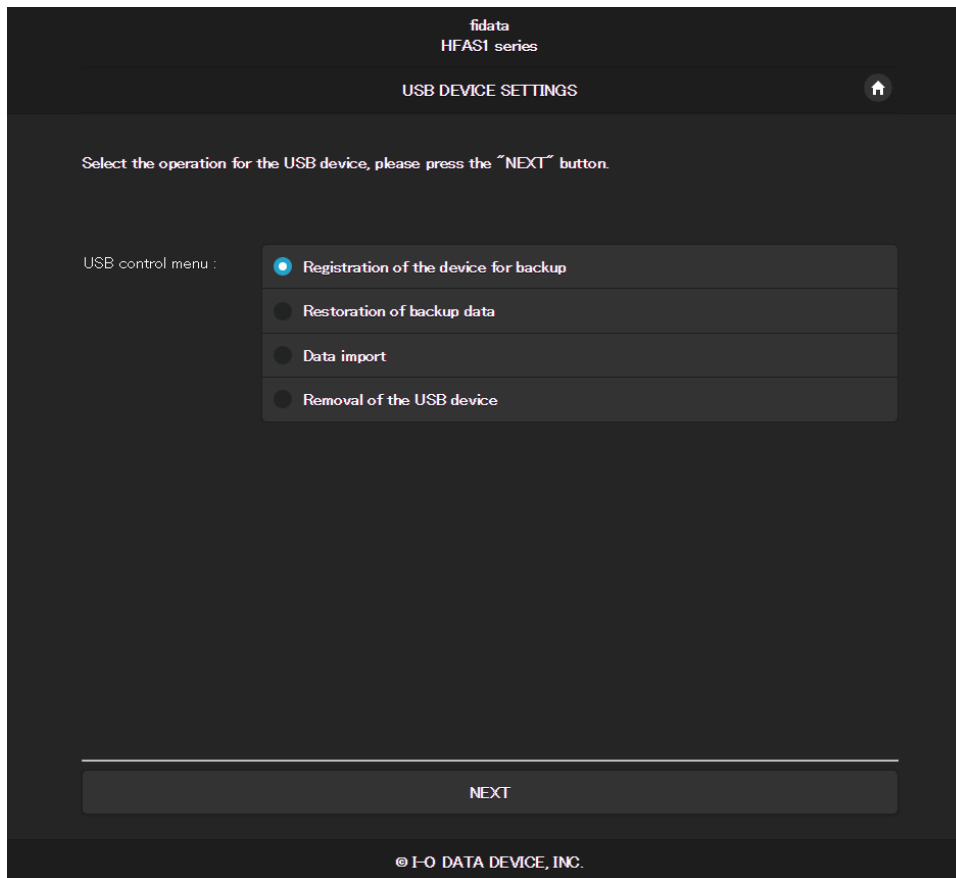 fidata
HFAS1 series
USB DEVICE SETTINGS
Select the operation for the USB device, please press the ˝NEXT˝ button.
USB control menu :
Registration of the device for backup
Restoration of backup data
Data import
Removal of the USB device
NEXT
© I-O DATA DEVICE, INC.